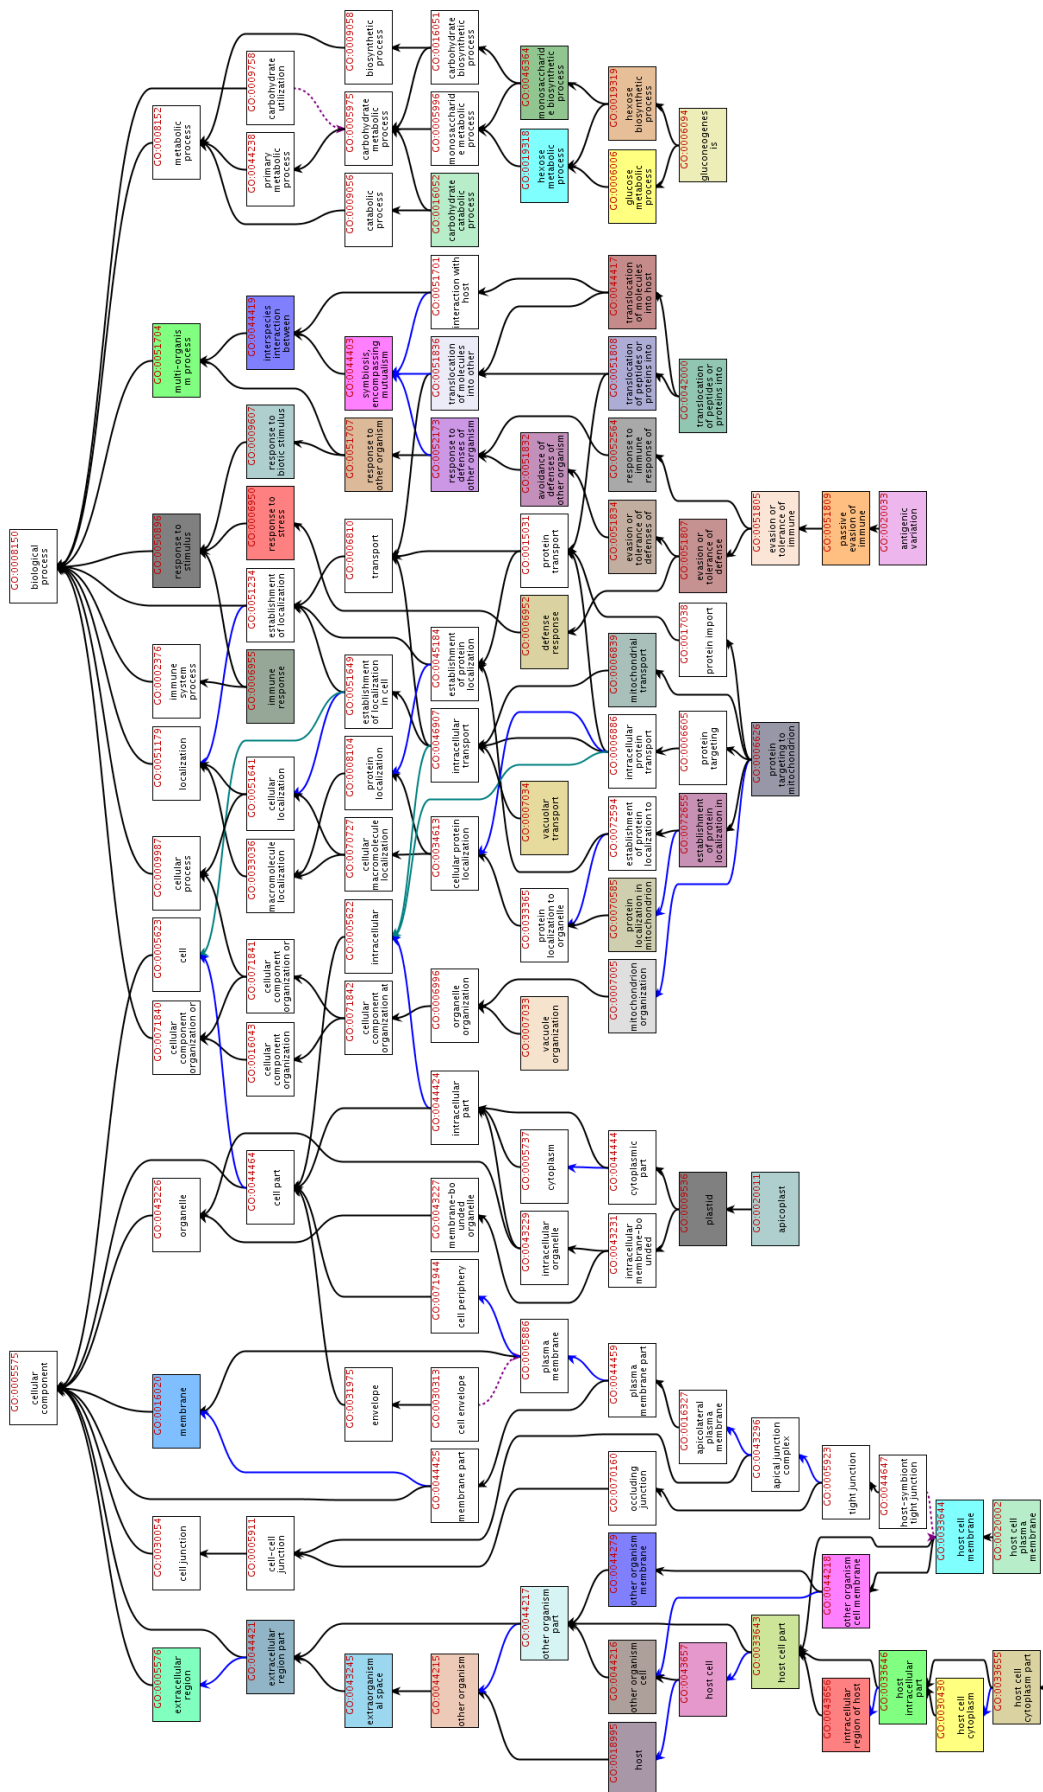 GO:0005575
cellular
component
GO:0008150
biological
process
GO:0005576
extracellular
region
GO:0030054
cell junction
GO:0016020
membrane
GO:0043226
organelle
GO:0071840
cellular
component
organization or
GO:0005623
cell
GO:0009987
cellular
process
GO:0051179
localization
GO:0002376
immune
system
process
GO:0050896
response to
stimulus
GO:0051704
multi-organis
m process
GO:0008152
metabolic
process
GO:0044421
extracellular
region part
GO:0005911
cell-cell
junction
GO:0044464
cell part
GO:0016043
cellular
component
organization
GO:0071841
cellular
component
organization or
GO:0033036
macromolecule
localization
GO:0051641
cellular
localization
GO:0006955
immune
response
GO:0051234
establishment
of localization
GO:0006950
response to
stress
GO:0009607
response to
biotic stimulus
GO:0044419
interspecies
interaction
between
GO:0044238
primary
metabolic
process
GO:0009758
carbohydrate
utilization
GO:0043245
extraorganism
al space
GO:0031975
envelope
GO:0071842
cellular
component
organization at
GO:0005622
intracellular
GO:0070727
cellular
macromolecule
localization
GO:0008104
protein
localization
GO:0051649
establishment
of localization
in cell
GO:0006810
transport
GO:0051707
response to
other organism
GO:0044403
symbiosis,
encompassing
mutualism
GO:0009056
catabolic
process
GO:0005975
carbohydrate
metabolic
process
GO:0009058
biosynthetic
process
GO:0044215
other organism
GO:0044425
membrane part
GO:0030313
cell envelope
GO:0071944
cell periphery
GO:0043227
membrane-bo
unded
organelle
GO:0044424
intracellular
part
GO:0006996
organelle
organization
GO:0034613
cellular protein
localization
GO:0046907
intracellular
transport
GO:0045184
establishment
of protein
localization
GO:0052173
response to
defenses of
other organism
GO:0051836
translocation
of molecules
into other
GO:0051701
interaction with
host
GO:0016052
carbohydrate
catabolic
process
GO:0005996
monosaccharid
e metabolic
process
GO:0016051
carbohydrate
biosynthetic
process
GO:0044217
other organism
part
GO:0005886
plasma
membrane
GO:0043229
intracellular
organelle
GO:0005737
cytoplasm
GO:0007033
vacuole
organization
GO:0033365
protein
localization to
organelle
GO:0007034
vacuolar
transport
GO:0006952
defense
response
GO:0015031
protein
transport
GO:0051832
avoidance of
defenses of
other organism
GO:0019318
hexose
metabolic
process
GO:0046364
monosaccharid
e biosynthetic
process
GO:0018995
host
GO:0044216
other organism
cell
GO:0044279
other organism
membrane
GO:0070160
occluding
junction
GO:0044459
plasma
membrane part
GO:0043231
intracellular
membrane-bo
unded
GO:0044444
cytoplasmic
part
GO:0007005
mitochondrion
organization
GO:0070585
protein
localization in
mitochondrion
GO:0072594
establishment
of protein
localization to
GO:0006886
intracellular
protein
transport
GO:0006839
mitochondrial
transport
GO:0051834
evasion or
tolerance of
defenses of
GO:0052564
response to
immune
response of
GO:0051808
translocation
of peptides or
proteins into
GO:0044417
translocation
of molecules
into host
GO:0006006
glucose
metabolic
process
GO:0019319
hexose
biosynthetic
process
GO:0043657
host cell
GO:0016327
apicolateral
plasma
membrane
GO:0009536
plastid
GO:0072655
establishment
of protein
localization in
GO:0006605
protein
targeting
GO:0017038
protein import
GO:0051807
evasion or
tolerance of
defense
GO:0042000
translocation
of peptides or
proteins into
GO:0006094
gluconeogenes
is
GO:0033643
host cell part
GO:0043296
apical junction
complex
GO:0020011
apicoplast
GO:0006626
protein
targeting to
mitochondrion
GO:0051805
evasion or
tolerance of
immune
GO:0043656
intracellular
region of host
GO:0044218
other organism
cell membrane
GO:0005923
tight junction
GO:0051809
passive
evasion of
immune
GO:0033646
host
intracellular
part
GO:0044647
host-symbiont
tight junction
GO:0020033
antigenic
variation
GO:0030430
host cell
cytoplasm
GO:0033644
host cell
membrane
GO:0033655
host cell
cytoplasm part
GO:0020002
host cell
plasma
membrane